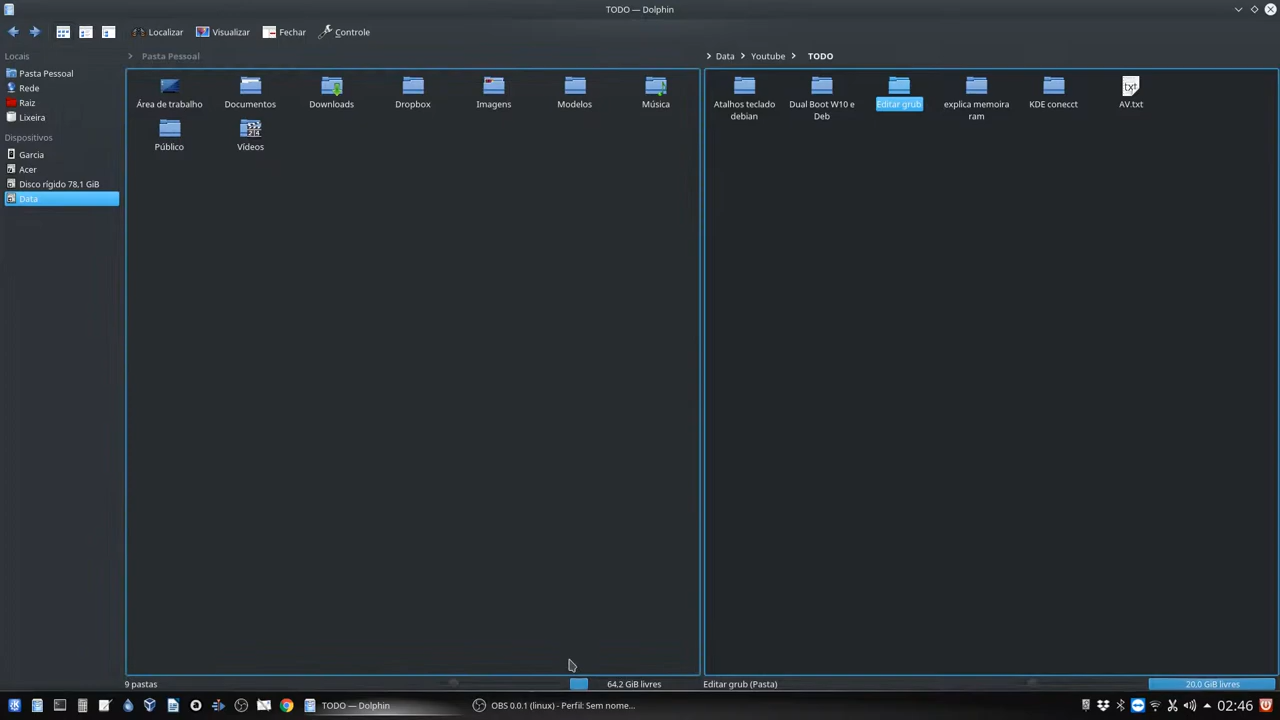 TODO — Dolphin
Localizar
Visualizar
Fechar
Controle
Locais
Pasta Pessoal
Rede
Raiz
Lixeira
Dispositivos
Garcia
Acer
Disco rígido 78.1 GiB
Data
Pasta Pessoal
Área de trabalho
Documentos
Downloads
Dropbox
Imagens
Modelos
Música
Público
Vídeos
Data
Youtube
TODO
Atalhos teclado
debian
Dual Boot W10 e
Deb
Editar grub
explica memoira
ram
KDE conecct
txt
AV.txt
9 pastas
64.2 GiB livres
Editar grub (Pasta)
20.0 GiB livres
TODO — Dolphin
OBS 0.0.1 (linux) - Perfil: Sem nome...
02:46